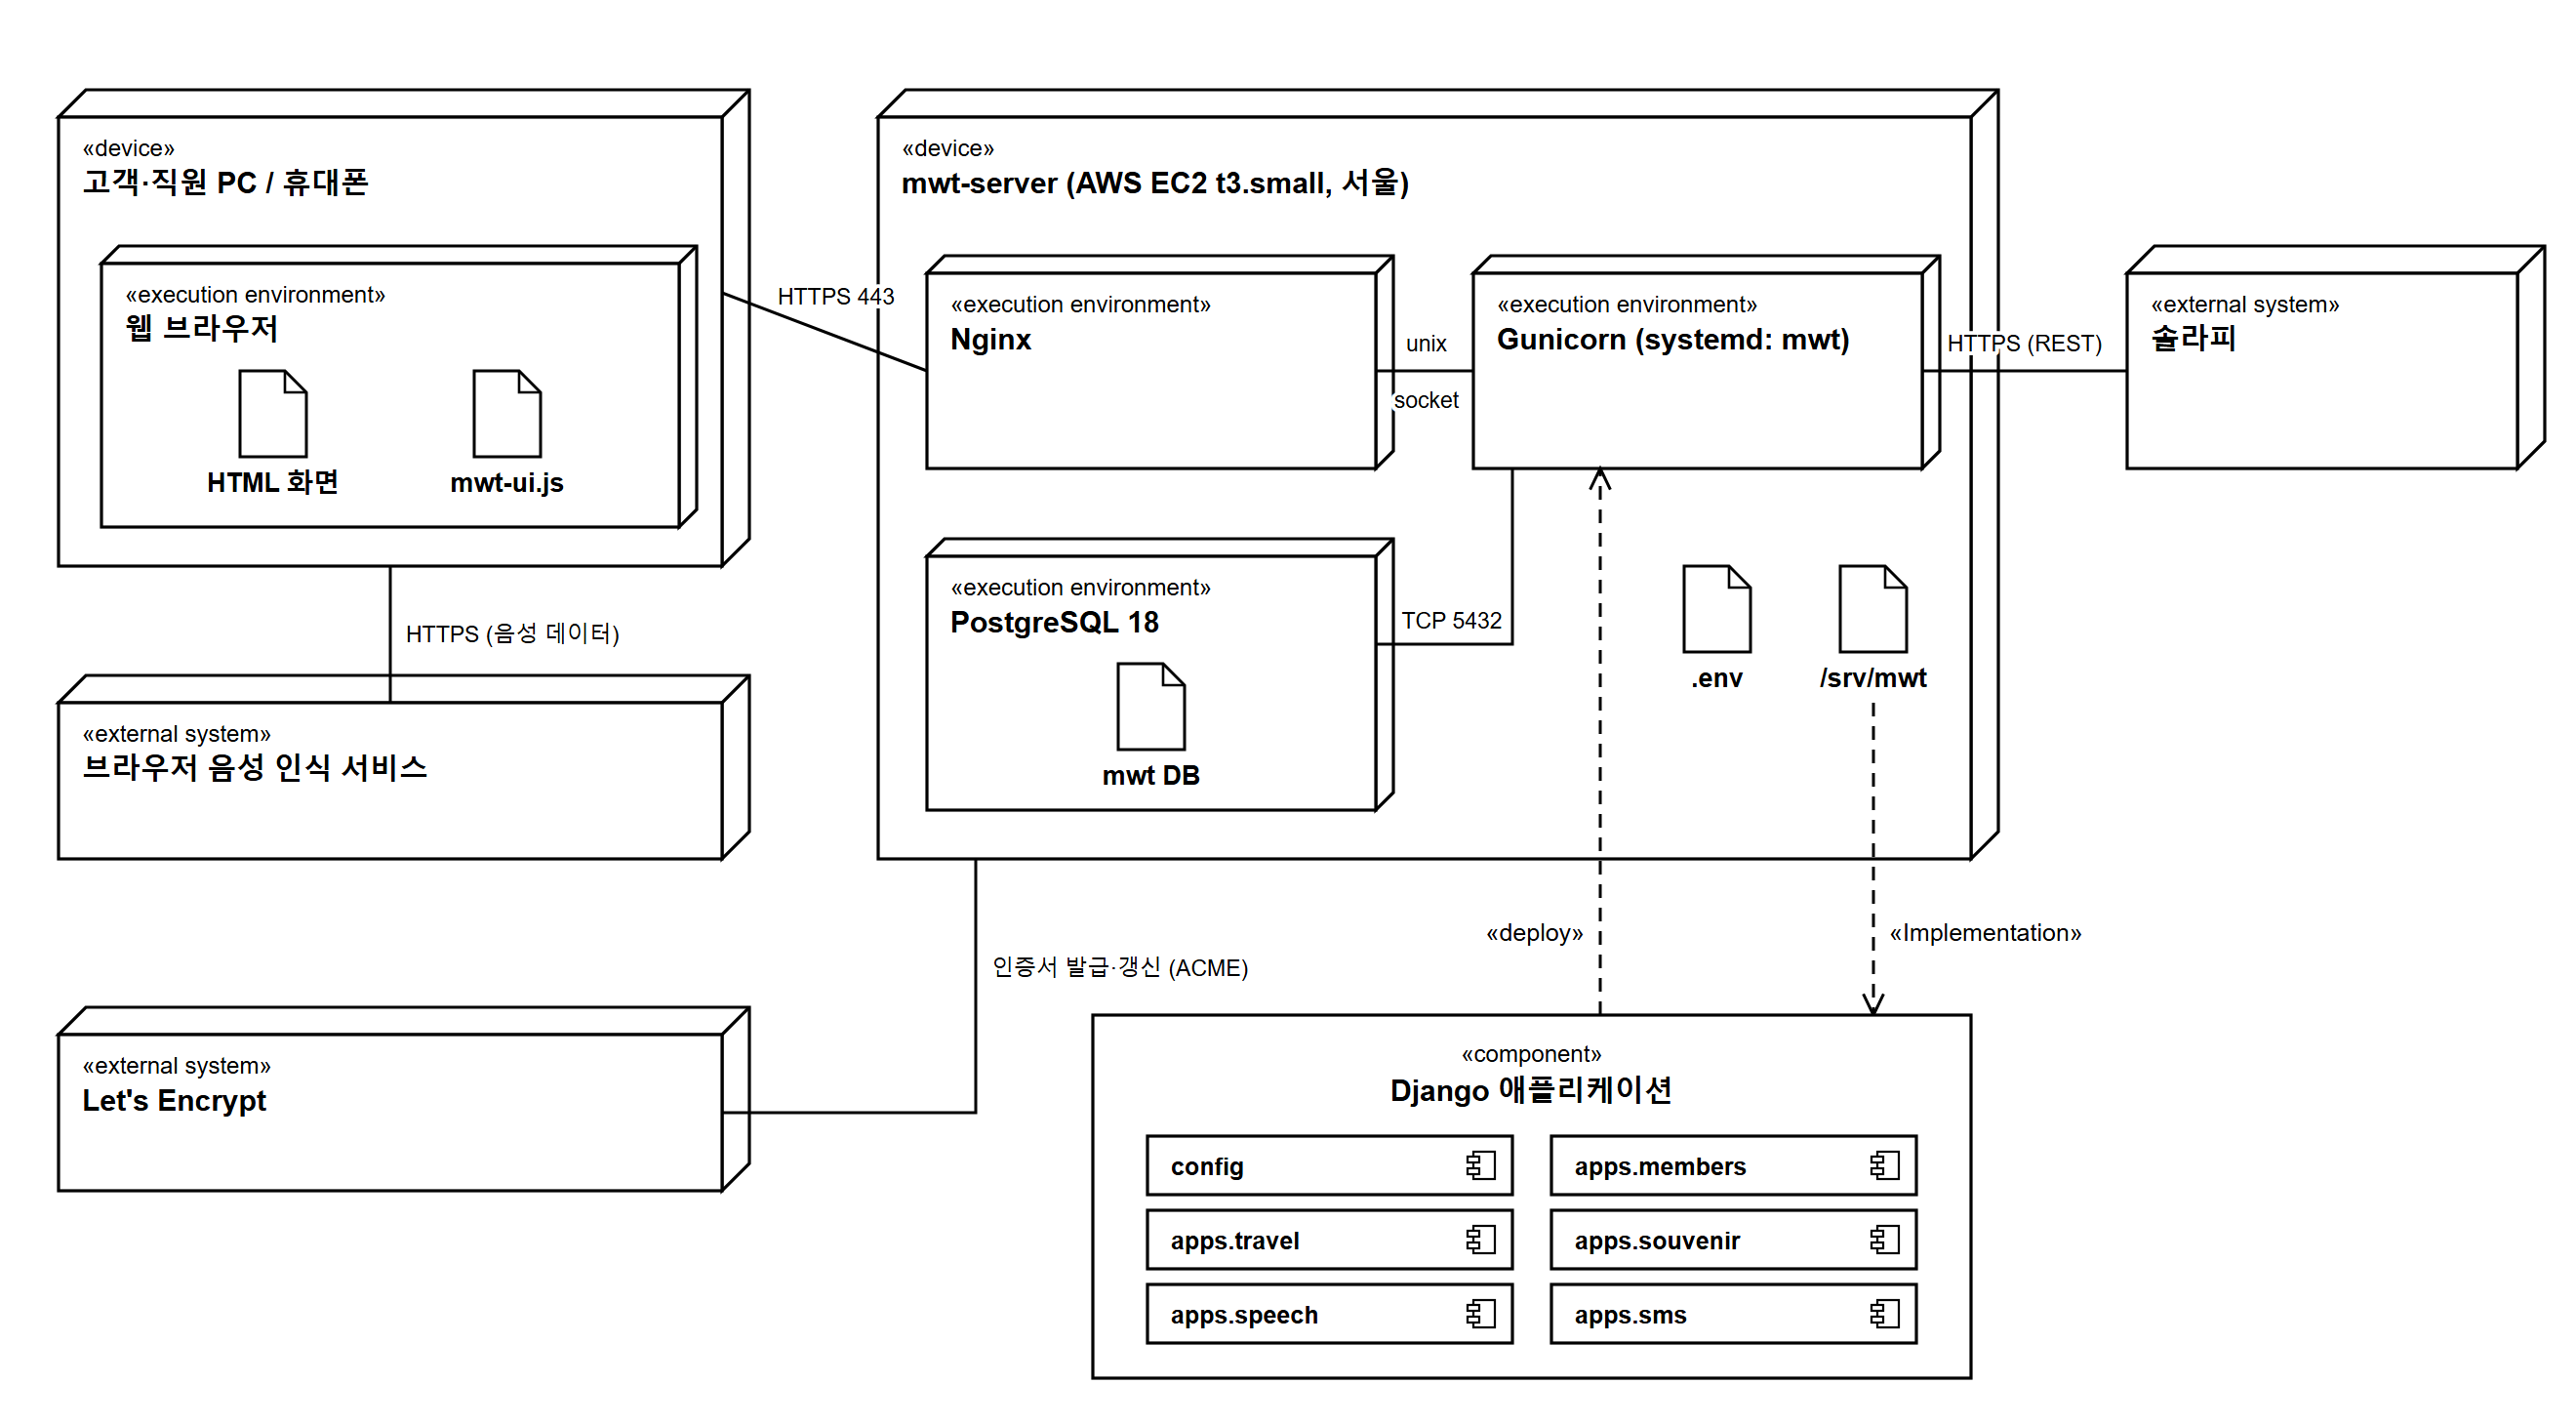 «device»
고객·직원 PC / 휴대폰
«execution environment»
웹 브라우저
HTML 화면
mwt-ui.js
HTTPS 443
«device»
mwt-server (AWS EC2 t3.small, 서울)
«execution environment»
Nginx
unix
socket
«execution environment»
Gunicorn (systemd: mwt)
HTTPS (REST)
«external system»
솔라피
«execution environment»
PostgreSQL 18
mwt DB
TCP 5432
.env
/srv/mwt
HTTPS (음성 데이터)
«external system»
브라우저 음성 인식 서비스
인증서 발급·갱신 (ACME)
«deploy»
«Implementation»
«external system»
Let's Encrypt
«component»
Django 애플리케이션
config
apps.members
apps.travel
apps.souvenir
apps.speech
apps.sms